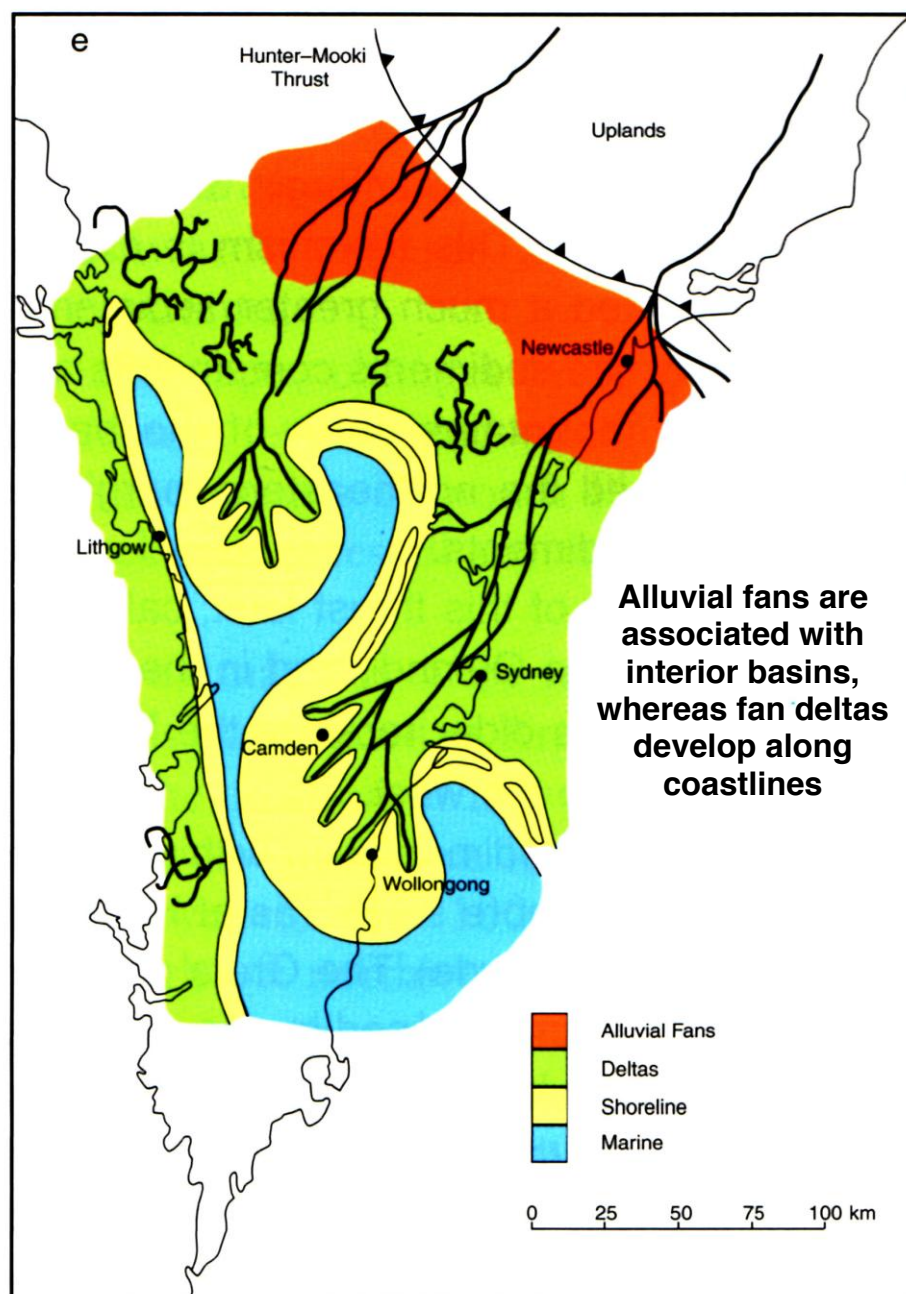 e
Hunter–Mooki
Thrust
Uplands
Newcastle
Lithgow
Alluvial fans are
associated with
interior basins,
whereas fan deltas
develop along
coastlines
Sydney
Camden
Wollongong
Alluvial Fans
Deltas
Shoreline
Marine
0 25 50 75 100 km